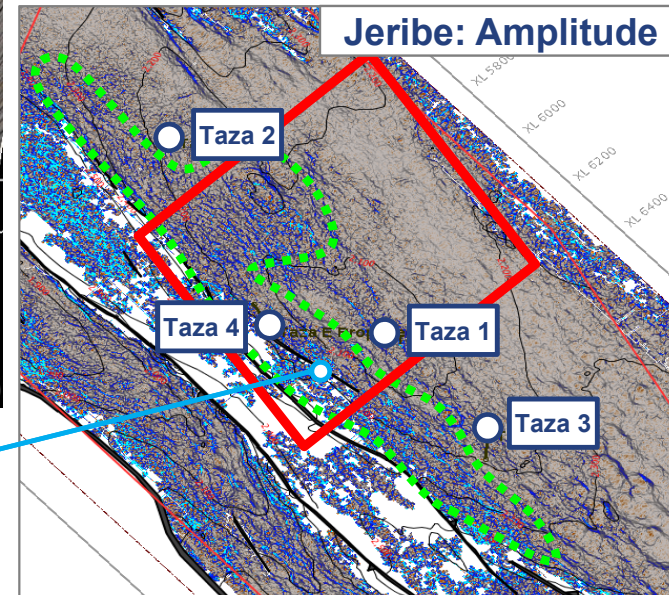 Jeribe: Amplitude
XL 5800
XL 6000
XL 6200
XL 6400
Taza 2
Taza 4
Taza 1
Taza 3